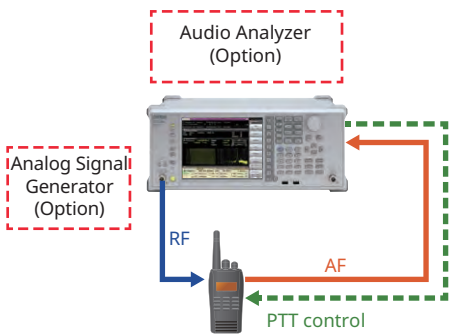 Audio Analyzer
(Option)
Analog Signal
Generator
(Option)
RF
AF
PTT control